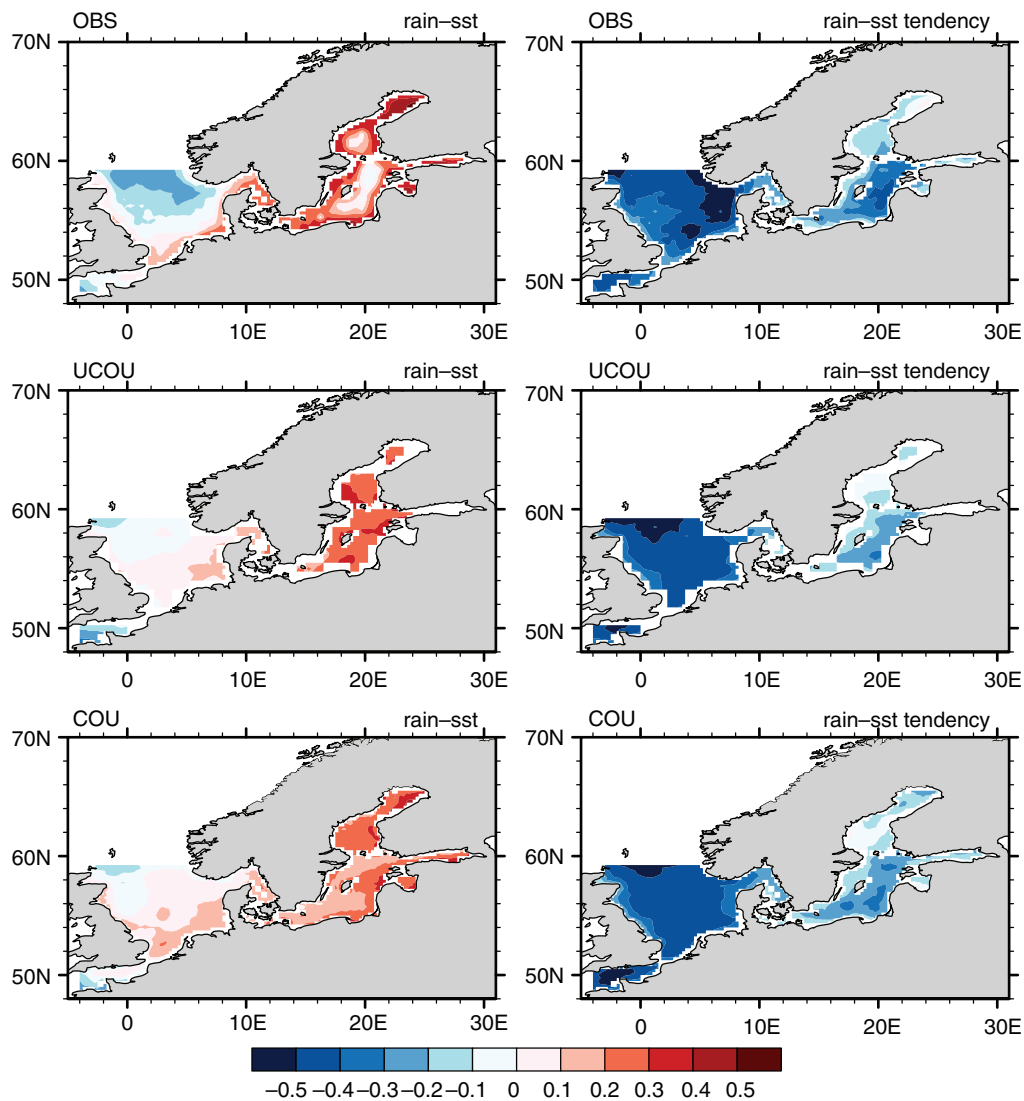 OBS rain–sst OBS rain–sst tendency
70N 70N
60N 60N
50N 50N
0 10E 20E 30E 0 10E 20E 30E
UCOU rain–sst UCOU rain–sst tendency
70N 70N
60N 60N
50N 50N
0 10E 20E 30E 0 10E 20E 30E
COU rain–sst COU rain–sst tendency
70N 70N
60N 60N
50N 50N
0 10E 20E 30E 0 10E 20E 30E
−0.5 −0.4 −0.3 −0.2 −0.1 0 0.1 0.2 0.3 0.4 0.5